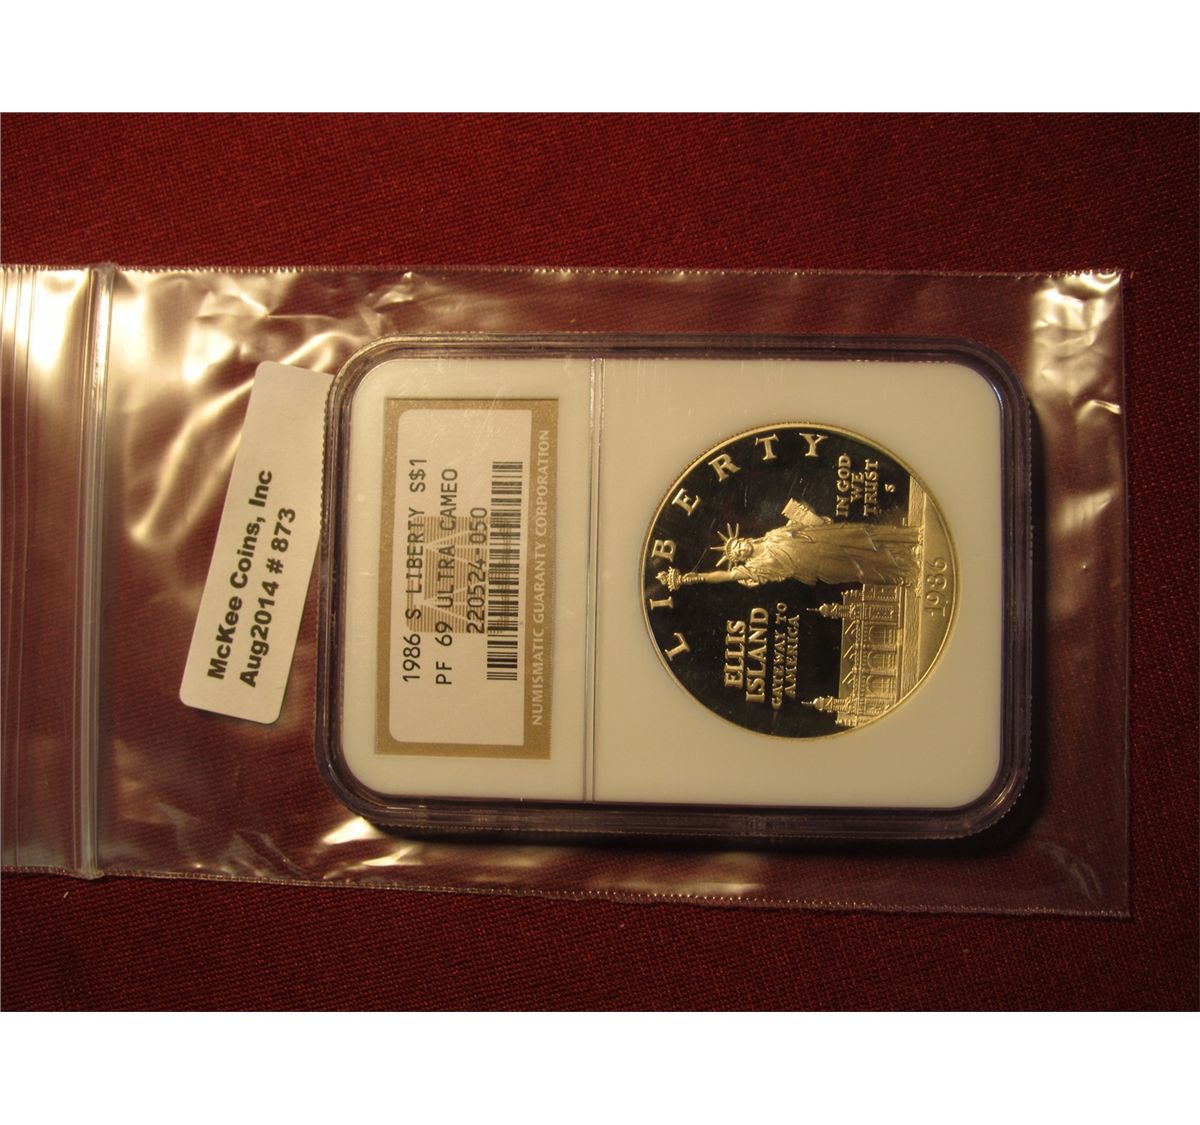 McKee Coins, Inc
Aug2014 # 873
1986 S LIBERTY S$1
PF 69 ULTRA CAMEO
220524-050
NUMISMATIC GUARANTY CORPORATION
LIBERTY
IN GOD
WE
TRUST
S
ELLIS
ISLAND
GATEWAY TO
AMERICA
1986